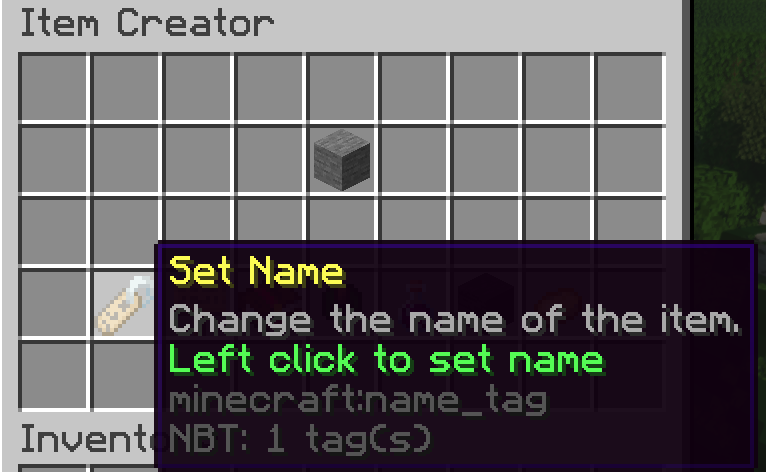 Item Creator
Set Name
Change the name of the item.
Left click to set name
minecraft:name_tag
NBT: 1 tag(s)
Invento